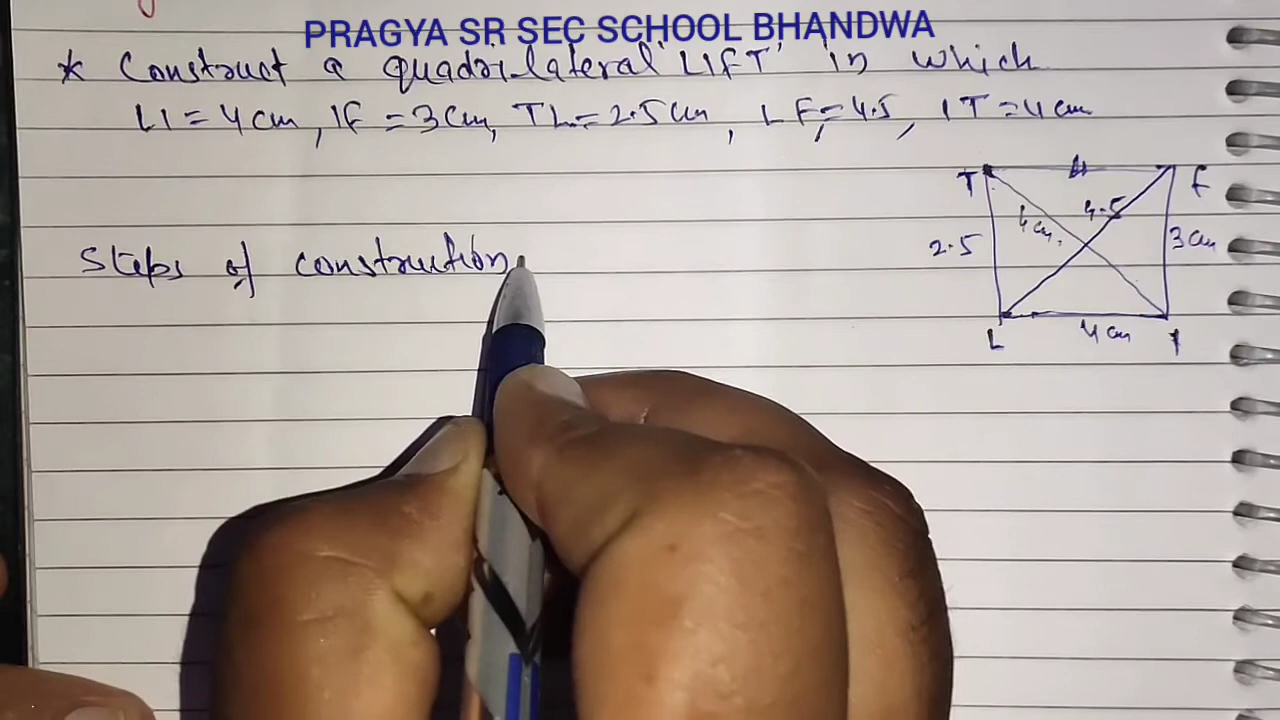 PRAGYA SR SEC SCHOOL BHANDWA
* Construct a quadrilateral 'LIFT' in which
LI = 4 cm, IF = 3 cm, TL = 2.5 cm, LF = 4.5, IT = 4 cm
T F
4 cm. 4.5
2.5 3 cm
L 4 cm I
Steps of construction